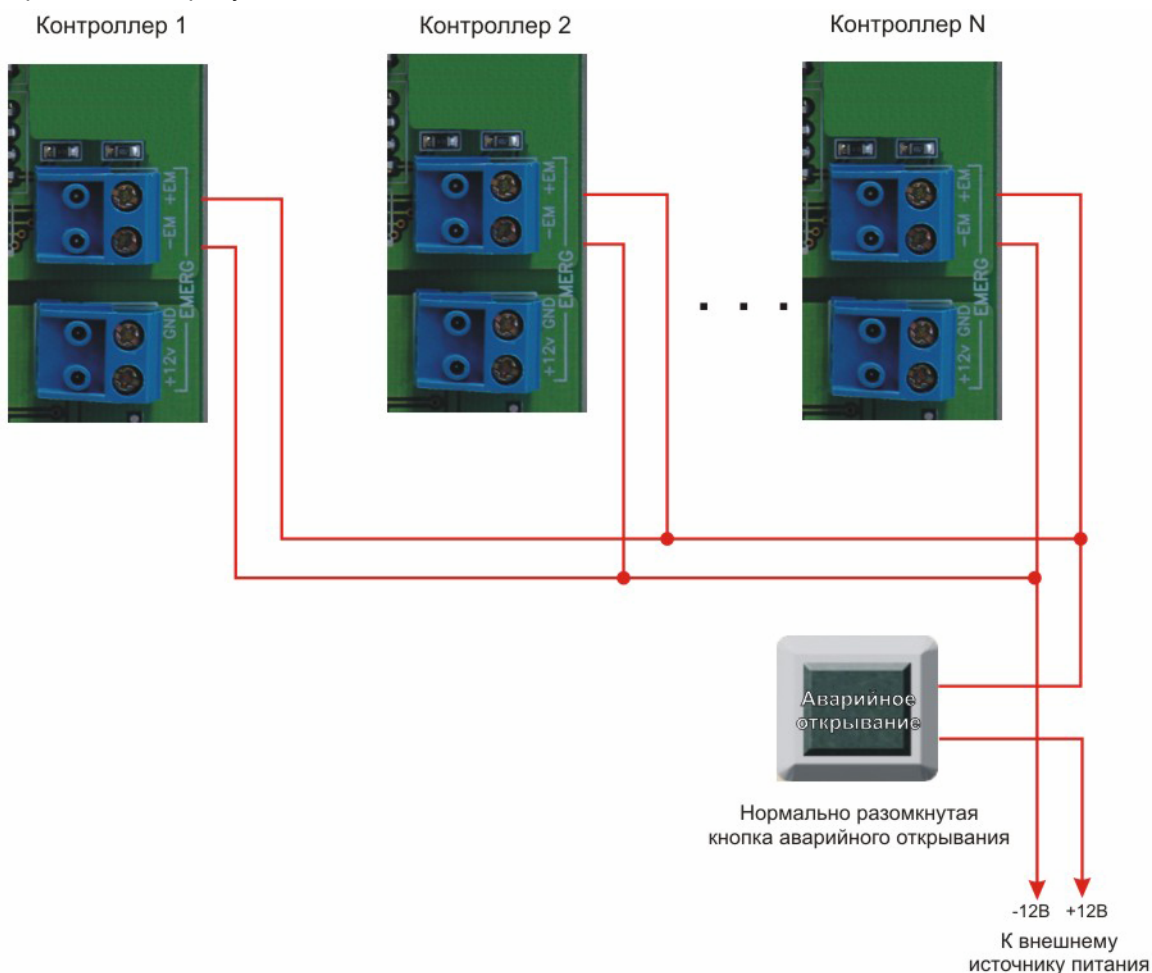 Контроллер 1
Контроллер 2
Контроллер N
+EM
-EM
EMERG
GND
+12v
+EM
-EM
EMERG
GND
+12v
+EM
-EM
EMERG
GND
+12v
. . .
Аварийное
открывание
Нормально разомкнутая
кнопка аварийного открывания
-12В +12В
К внешнему
источнику питания